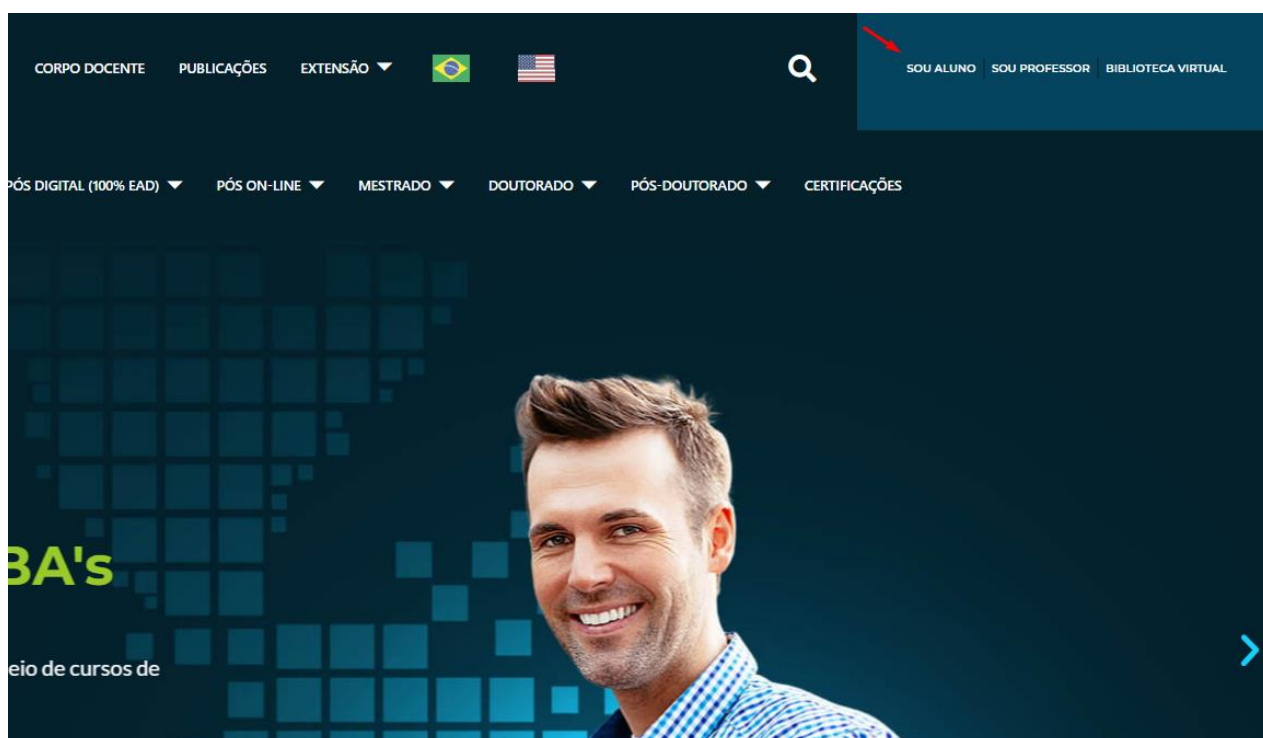 CORPO DOCENTE PUBLICAÇÕES EXTENSÃO SOU ALUNO SOU PROFESSOR BIBLIOTECA VIRTUAL
PÓS DIGITAL (100% EAD) PÓS ON-LINE MESTRADO DOUTORADO PÓS-DOUTORADO CERTIFICAÇÕES
BA's
eio de cursos de